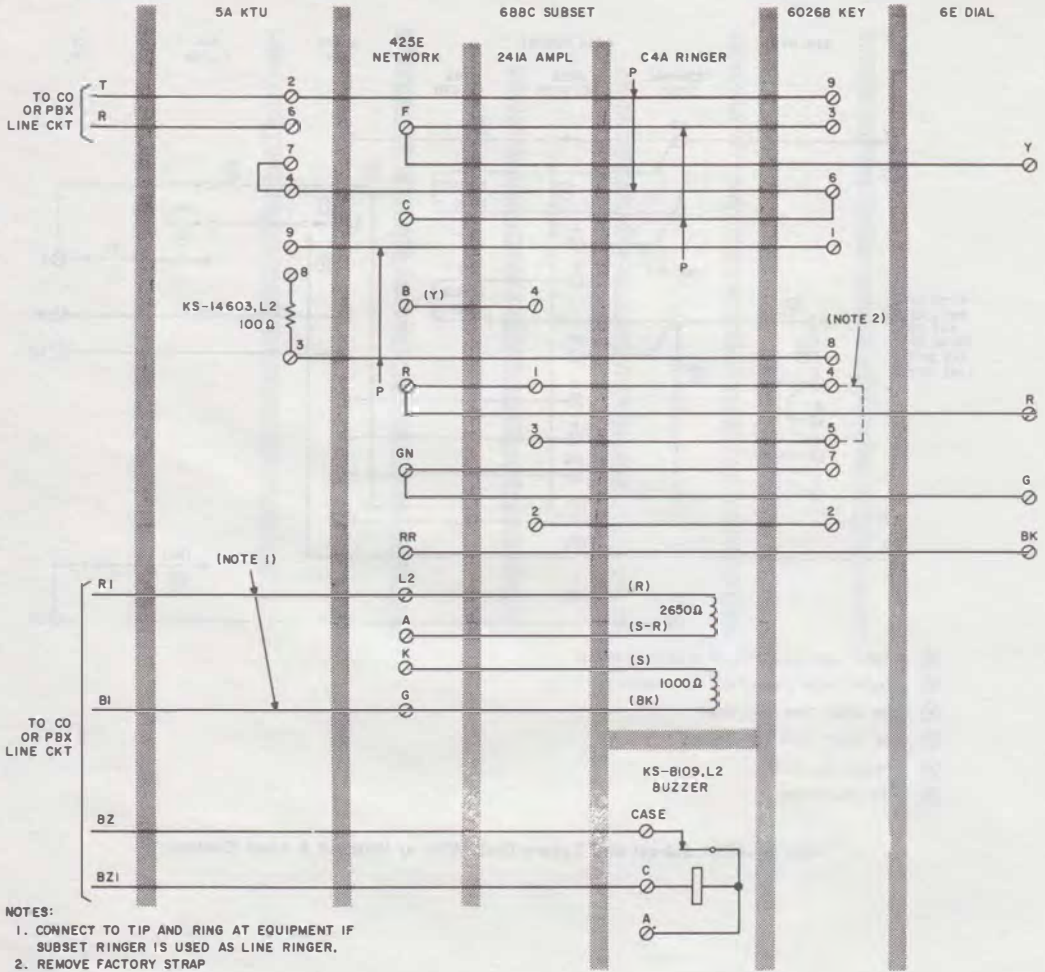 5A KTU
688C SUBSET
6026B KEY
6E DIAL
425E
NETWORK
241A AMPL
C4A RINGER
TO CO
OR PBX
LINE CKT
T
R
2
6
7
4
9
8
KS-14603,L2
100Ω
3
F
C
B
(Y)
4
P
R
1
3
GN
2
RR
P
P
9
3
6
1
(NOTE 2)
8
4
5
7
2
Y
R
G
BK
(NOTE 1)
TO CO
OR PBX
LINE CKT
R1
B1
BZ
BZ1
L2
A
K
G
(R)
2650Ω
(S-R)
(S)
1000Ω
(BK)
KS-8109,L2
BUZZER
CASE
C
A
NOTES:
1. CONNECT TO TIP AND RING AT EQUIPMENT IF
SUBSET RINGER IS USED AS LINE RINGER.
2. REMOVE FACTORY STRAP